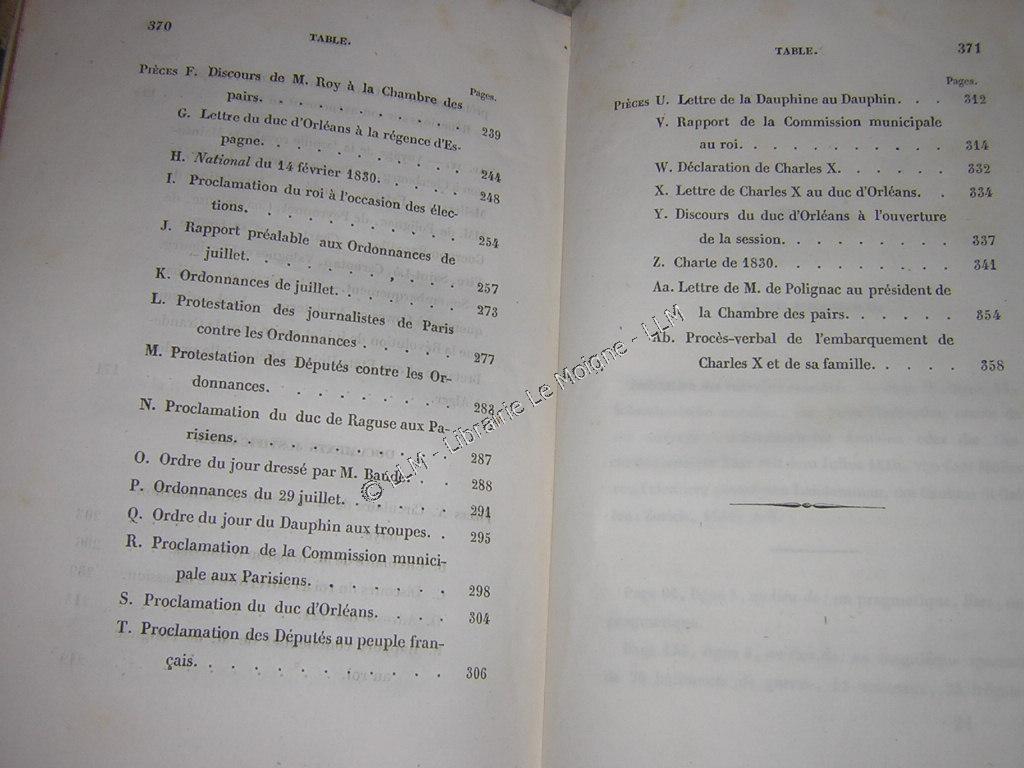 370
TABLE.
Pages.
PIÈCES F. Discours de M. Roy à la Chambre des
pairs. . . . . . . . . . 239
G. Lettre du duc d'Orléans à la régence d'Es-
pagne. . . . . . . . . . 244
H. National du 14 février 1830. . . . . 248
I. Proclamation du roi à l'occasion des élec-
tions. . . . . . . . . . 254
J. Rapport préalable aux Ordonnances de
juillet. . . . . . . . . . 257
K. Ordonnances de juillet. . . . . . 273
L. Protestation des journalistes de Paris
contre les Ordonnances . . . . . 277
M. Protestation des Députés contre les Or-
donnances. . . . . . . . . 283
N. Proclamation du duc de Raguse aux Pa-
risiens. . . . . . . . . . 287
O. Ordre du jour dressé par M. Baude. . 288
P. Ordonnances du 29 juillet. . . . . 294
Q. Ordre du jour du Dauphin aux troupes. . 295
R. Proclamation de la Commission munici-
pale aux Parisiens. . . . . . 298
S. Proclamation du duc d'Orléans. . . . 304
T. Proclamation des Députés au peuple fran-
çais. . . . . . . . . . . 306
TABLE.
371
Pages.
PIÈCES U. Lettre de la Dauphine au Dauphin. . . 312
V. Rapport de la Commission municipale
au roi. . . . . . . . . . 314
W. Déclaration de Charles X. . . . . 332
X. Lettre de Charles X au duc d'Orléans. . 334
Y. Discours du duc d'Orléans à l'ouverture
de la session. . . . . . . . 337
Z. Charte de 1830. . . . . . . . 341
Aa. Lettre de M. de Polignac au président de
la Chambre des pairs. . . . . . 354
Ab. Procès-verbal de l'embarquement de
Charles X et de sa famille. . . . . 358
© LLM - Librairie Le Moigne - LLM